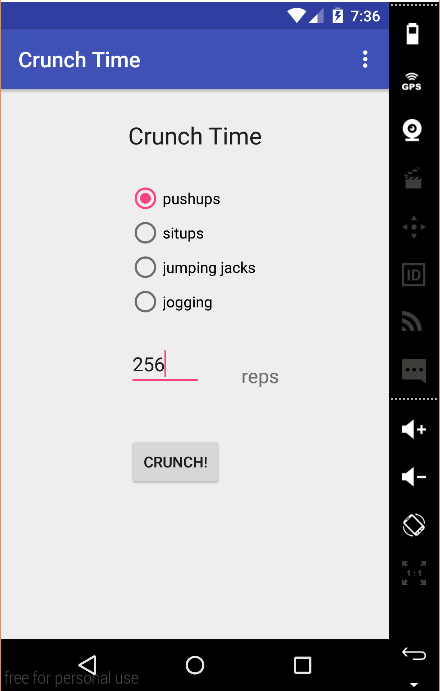 7:36
Crunch Time
GPS
Crunch Time
pushups
situps
jumping jacks
ID
jogging
256
reps
CRUNCH!
1:1
free for personal use